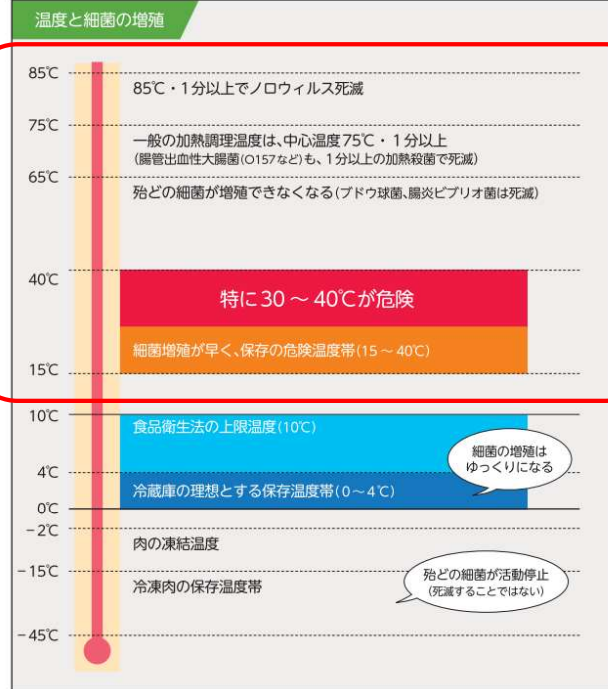 温度と細菌の増殖
85℃
85℃・1分以上でノロウィルス死滅
75℃
一般の加熱調理温度は、中心温度75℃・1分以上
(腸管出血性大腸菌(O157など)も、1分以上の加熱殺菌で死滅)
65℃
殆どの細菌が増殖できなくなる(ブドウ球菌、腸炎ビブリオ菌は死滅)
40℃
特に30～40℃が危険
細菌増殖が早く、保存の危険温度帯(15～40℃)
15℃
10℃
食品衛生法の上限温度(10℃)
細菌の増殖は
ゆっくりになる
4℃
冷蔵庫の理想とする保存温度帯(0～4℃)
0℃
−2℃
肉の凍結温度
−15℃
冷凍肉の保存温度帯
殆どの細菌が活動停止
(死滅することではない)
−45℃